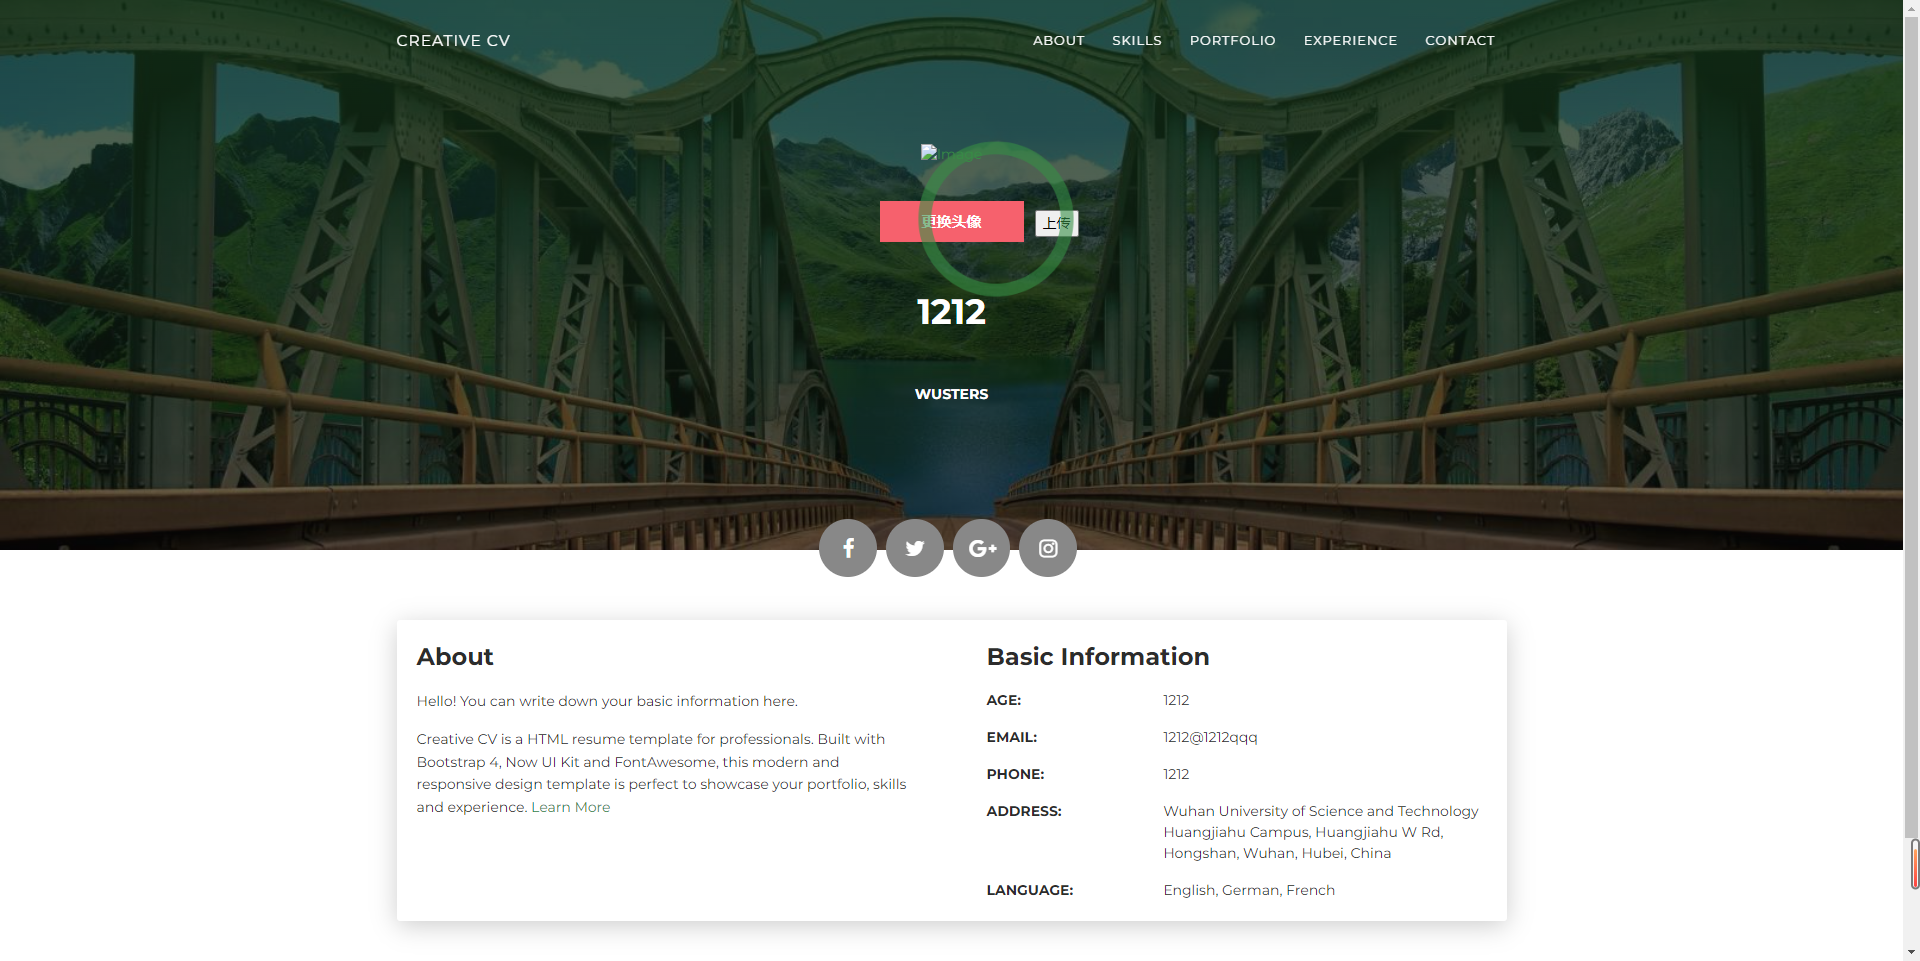 CREATIVE CV
ABOUT SKILLS PORTFOLIO EXPERIENCE CONTACT
Image
更换头像
上传
1212
WUSTERS
About
Hello! You can write down your basic information here.
Creative CV is a HTML resume template for professionals. Built with
Bootstrap 4, Now UI Kit and FontAwesome, this modern and
responsive design template is perfect to showcase your portfolio, skills
and experience. Learn More
Basic Information
AGE: 1212
EMAIL: 1212@1212qqq
PHONE: 1212
ADDRESS: Wuhan University of Science and Technology
Huangjiahu Campus, Huangjiahu W Rd,
Hongshan, Wuhan, Hubei, China
LANGUAGE: English, German, French